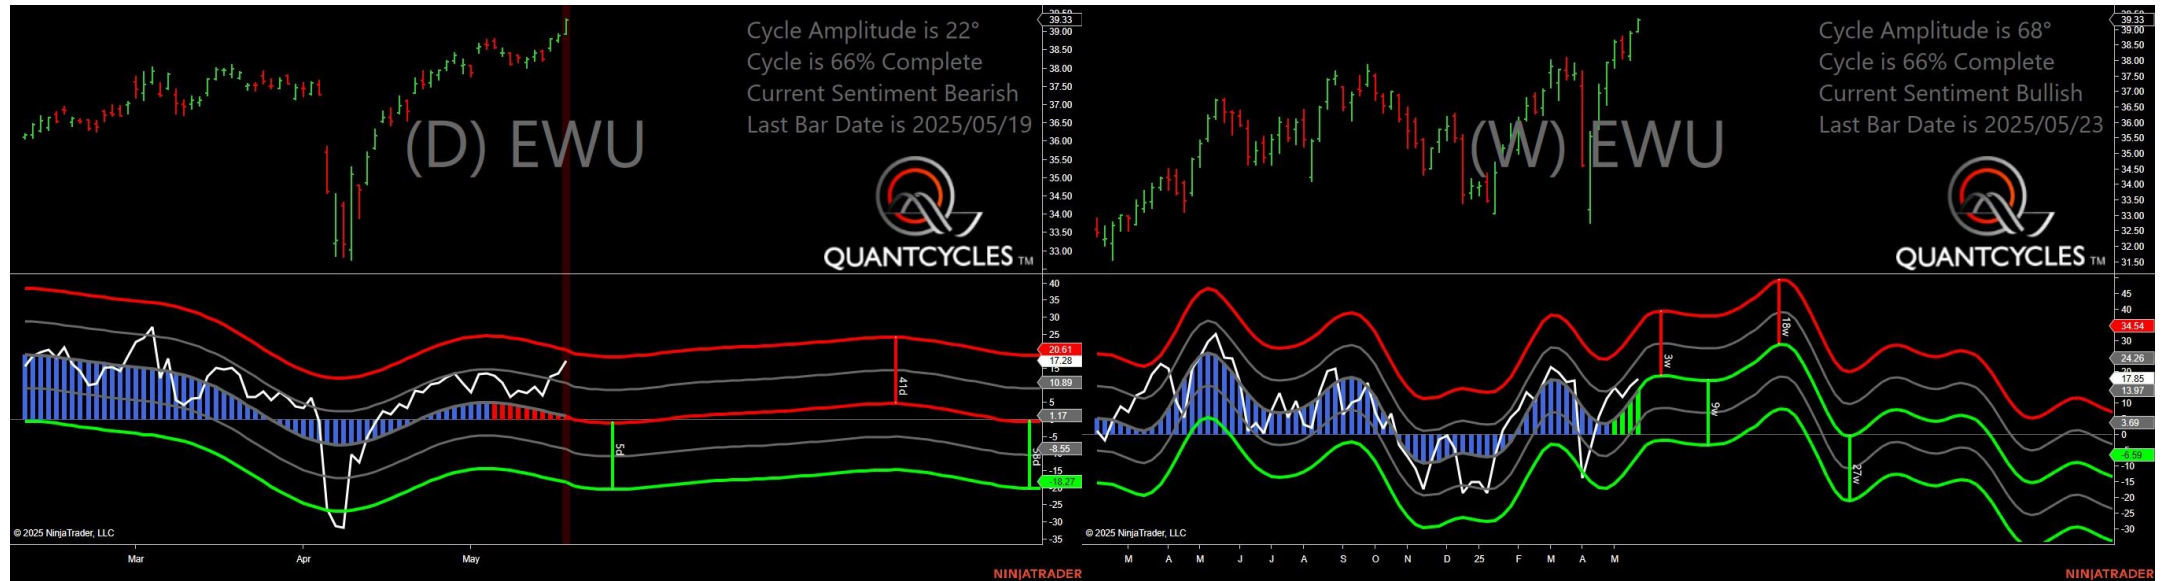 39.50
39.33
39.00
38.50
38.00
37.50
37.00
36.50
36.00
35.50
35.00
34.50
34.00
33.50
33.00
Cycle Amplitude is 22°
Cycle is 66% Complete
Current Sentiment Bearish
Last Bar Date is 2025/05/19
(D) EWU
QUANTCYCLES TM
40
35
30
25
20.61
17.28
15
10.89
5
1.17
-5
-8.55
-15
-18.27
-20
-25
-30
-35
5d
41d
58d
© 2025 NinjaTrader, LLC
Mar Apr May
NINJATRADER
39.50
39.33
39.00
38.50
38.00
37.50
37.00
36.50
36.00
35.50
35.00
34.50
34.00
33.50
33.00
32.50
32.00
31.50
Cycle Amplitude is 68°
Cycle is 66% Complete
Current Sentiment Bullish
Last Bar Date is 2025/05/23
(W) EWU
QUANTCYCLES TM
45
40
34.54
30
24.26
17.85
13.97
10
3.69
0
-6.59
-10
-15
-20
-25
-30
3w
9w
18w
27w
© 2025 NinjaTrader, LLC
M A M J J A S O N D 25 F M A M
NINJATRADER